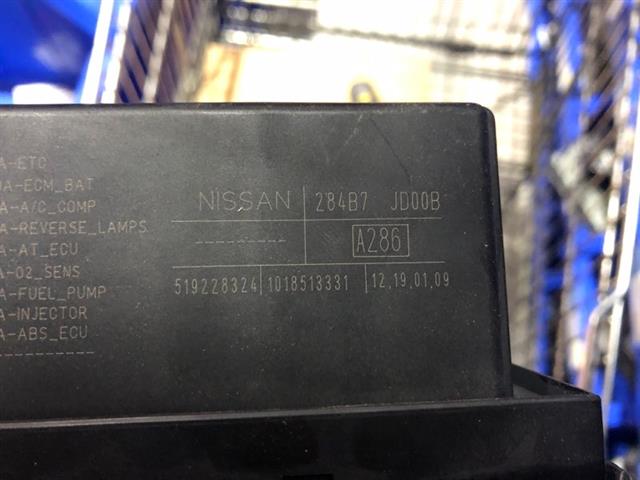 A-ETC
0A-ECM_BAT
A-A/C_COMP
A-REVERSE_LAMPS
A-AT_ECU
A-O2_SENS
A-FUEL_PUMP
A-INJECTOR
A-ABS_ECU
NISSAN 284B7 JD00B
A286
519228324 1018513331 12,19,01,09